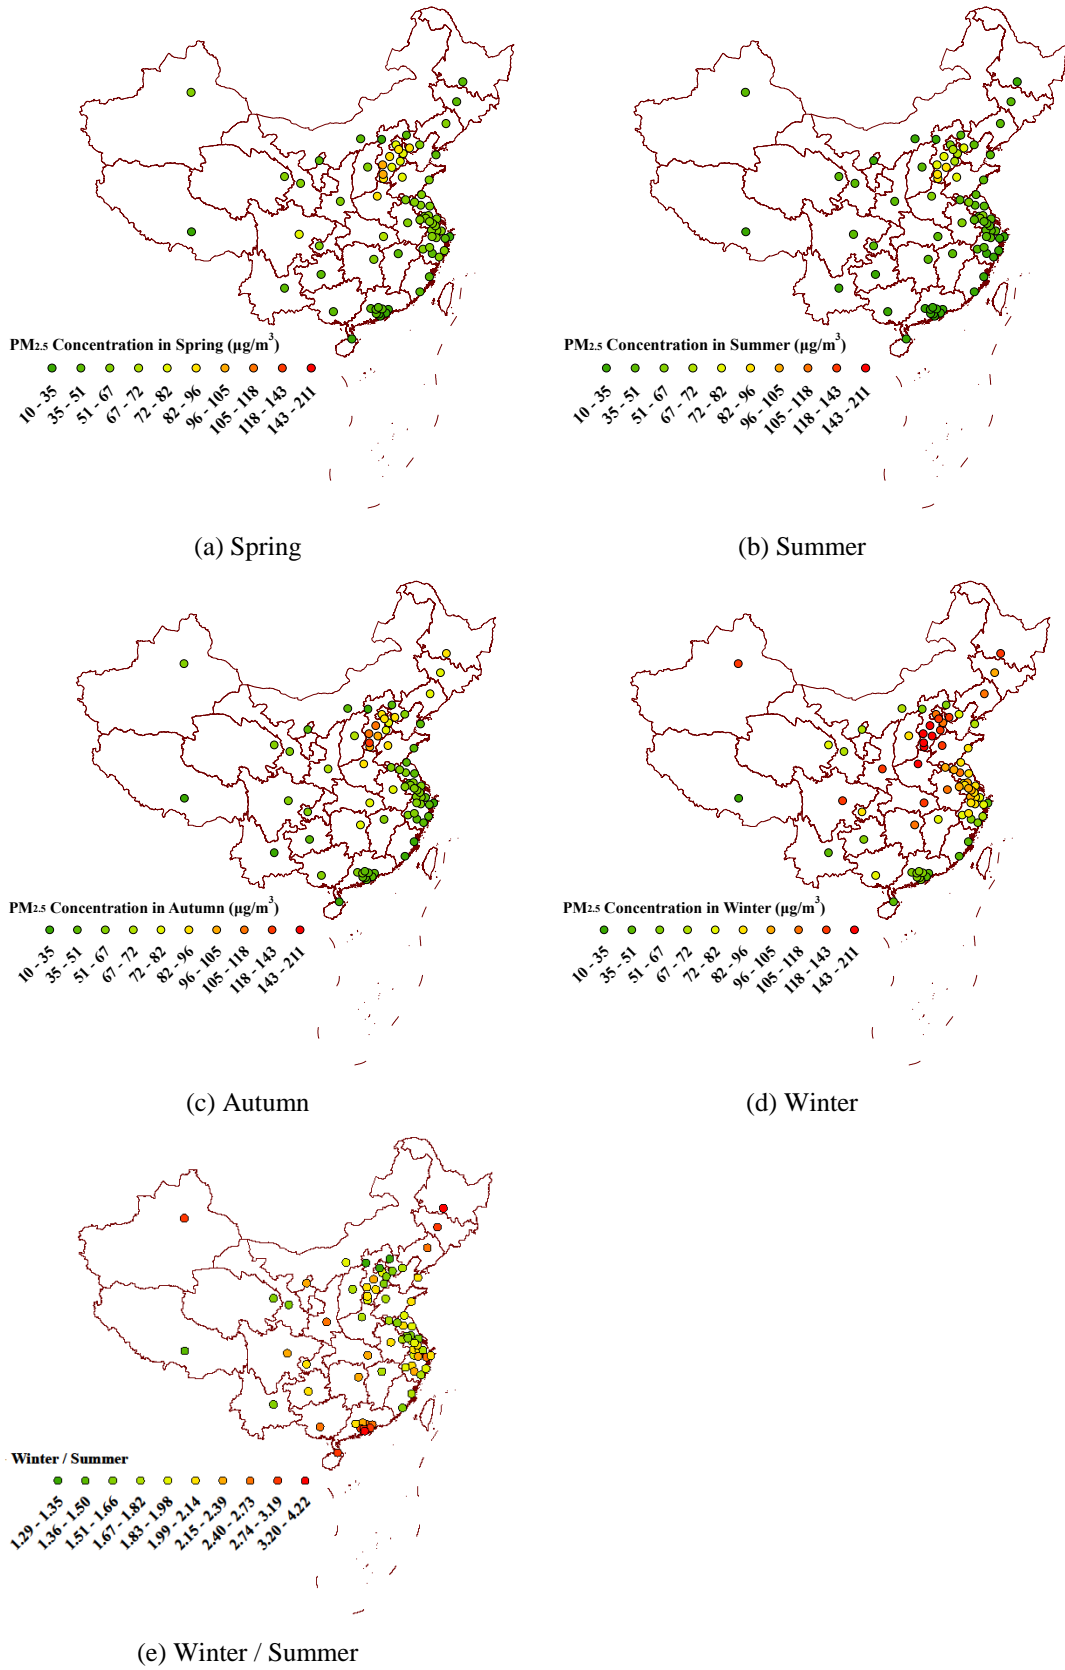 PM2.5 Concentration in Spring (µg/m³)
10 - 35
35 - 51
51 - 67
67 - 72
72 - 82
82 - 96
96 - 105
105 - 118
118 - 143
143 - 211
(a) Spring
PM2.5 Concentration in Summer (µg/m³)
10 - 35
35 - 51
51 - 67
67 - 72
72 - 82
82 - 96
96 - 105
105 - 118
118 - 143
143 - 211
(b) Summer
PM2.5 Concentration in Autumn (µg/m³)
10 - 35
35 - 51
51 - 67
67 - 72
72 - 82
82 - 96
96 - 105
105 - 118
118 - 143
143 - 211
(c) Autumn
PM2.5 Concentration in Winter (µg/m³)
10 - 35
35 - 51
51 - 67
67 - 72
72 - 82
82 - 96
96 - 105
105 - 118
118 - 143
143 - 211
(d) Winter
Winter / Summer
1.29 - 1.35
1.36 - 1.50
1.51 - 1.66
1.67 - 1.82
1.83 - 1.98
1.99 - 2.14
2.15 - 2.39
2.40 - 2.73
2.74 - 3.19
3.20 - 4.22
(e) Winter / Summer